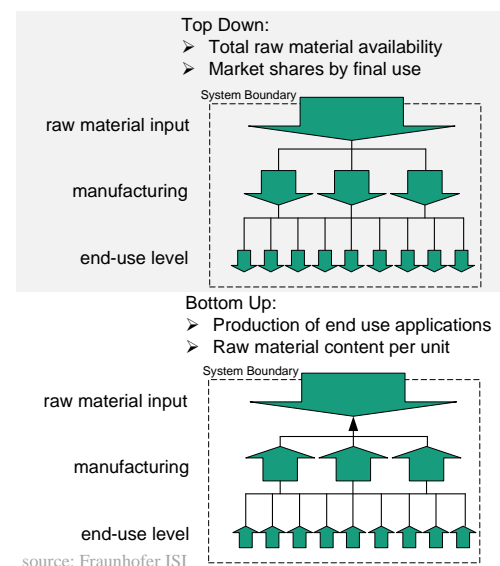 Top Down:
➢ Total raw material availability
➢ Market shares by final use
System Boundary
raw material input
manufacturing
end-use level
Bottom Up:
➢ Production of end use applications
➢ Raw material content per unit
System Boundary
raw material input
manufacturing
end-use level
source: Fraunhofer ISI